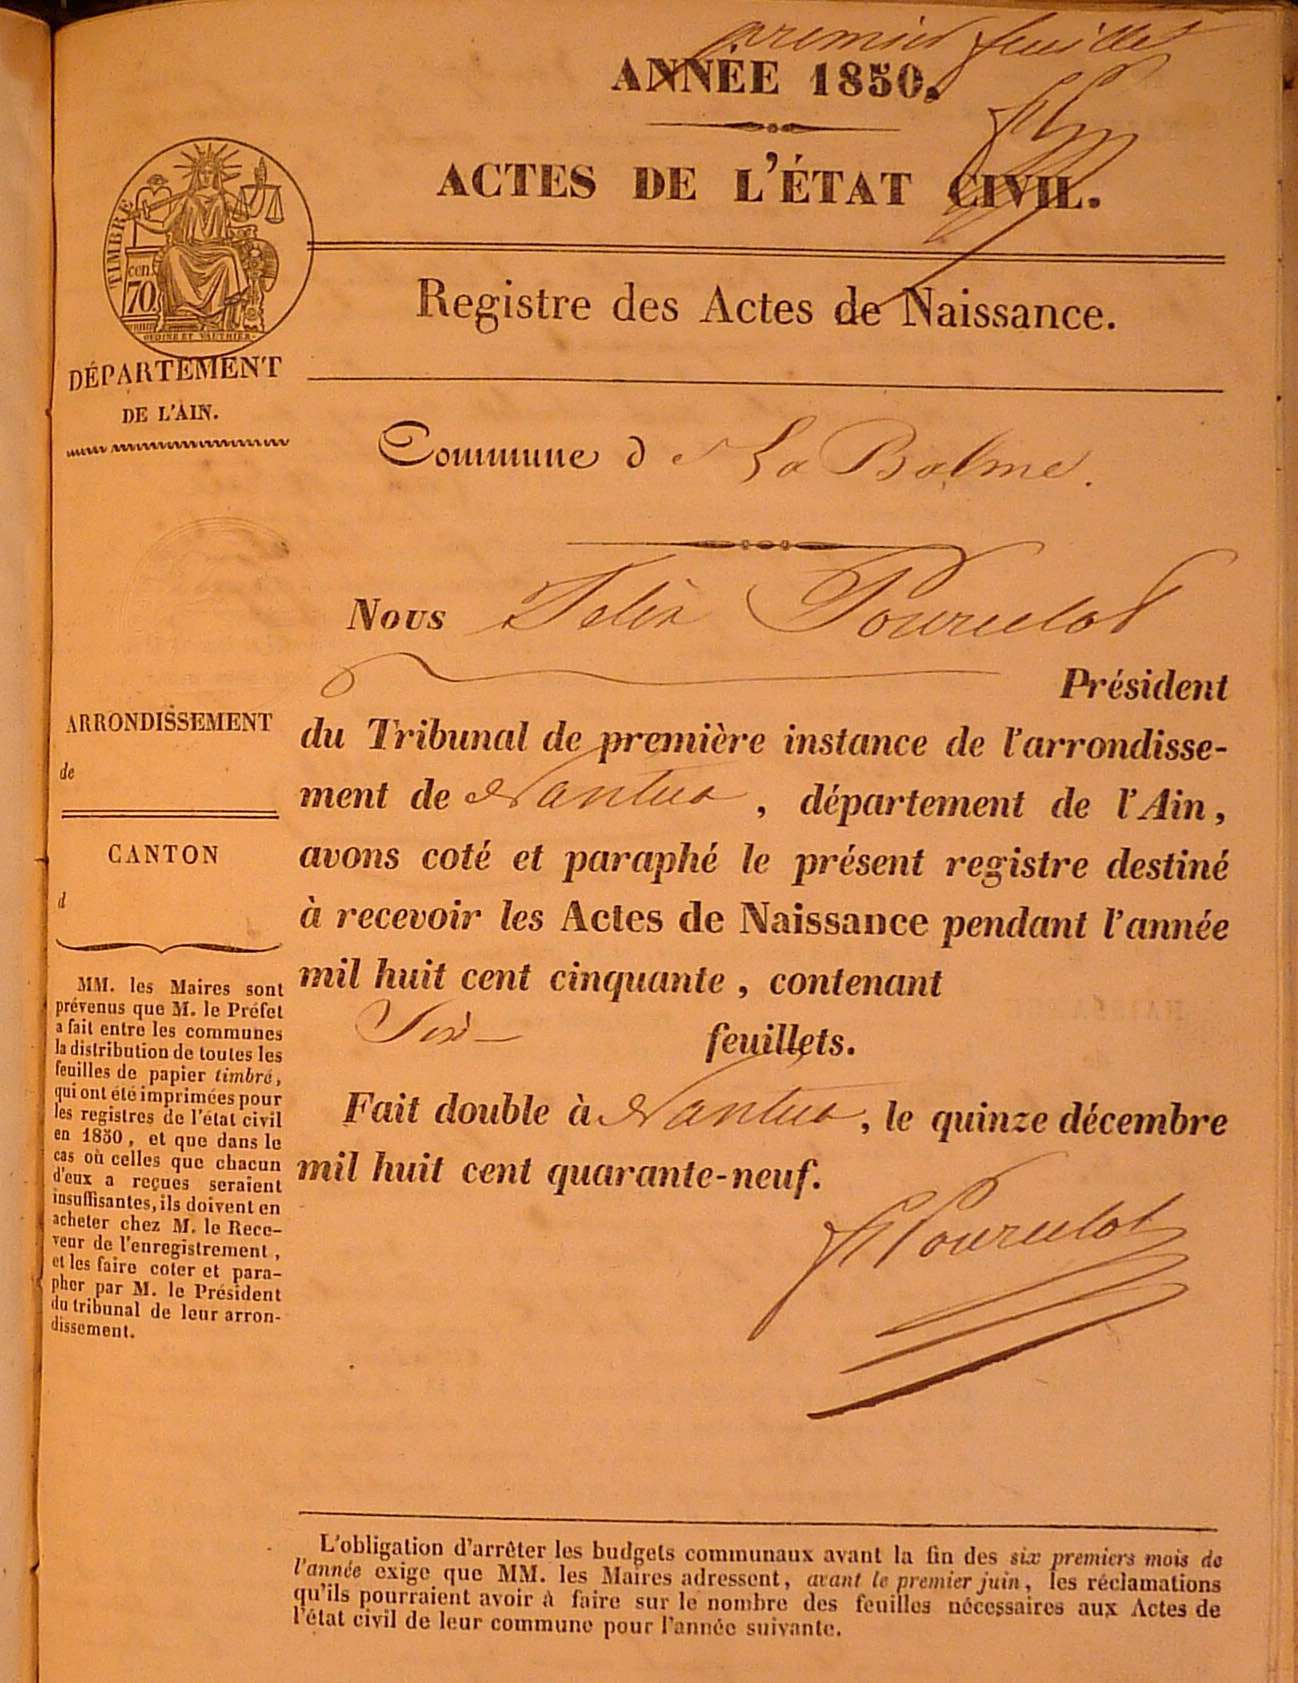 premier feuillet
ANNÉE 1850.
ACTES DE L'ÉTAT CIVIL.
TIMBRE
cen.
70
Registre des Actes de Naissance.
DÉPARTEMENT
DE L'AIN.
Commune de La Balme.
Nous Felix Pourcelot
Président
du Tribunal de première instance de l'arrondisse-
ment de Nantua, département de l'Ain,
avons coté et paraphé le présent registre destiné
à recevoir les Actes de Naissance pendant l'année
mil huit cent cinquante, contenant
Six feuillets.
Fait double à Nantua, le quinze décembre
mil huit cent quarante-neuf.
Pourcelot
ARRONDISSEMENT
de
CANTON
d
MM. les Maires sont
prévenus que M. le Préfet
a fait entre les communes
la distribution de toutes les
feuilles de papier timbré,
qui ont été imprimées pour
les registres de l'état civil
en 1850, et que dans le
cas où celles que chacun
d'eux a reçues seraient
insuffisantes, ils doivent en
acheter chez M. le Rece-
veur de l'enregistrement,
et les faire coter et para-
pher par M. le Président
du tribunal de leur arron-
dissement.
L'obligation d'arrêter les budgets communaux avant la fin des six premiers mois de
l'année exige que MM. les Maires adressent, avant le premier juin, les réclamations
qu'ils pourraient avoir à faire sur le nombre des feuilles nécessaires aux Actes de
l'état civil de leur commune pour l'année suivante.